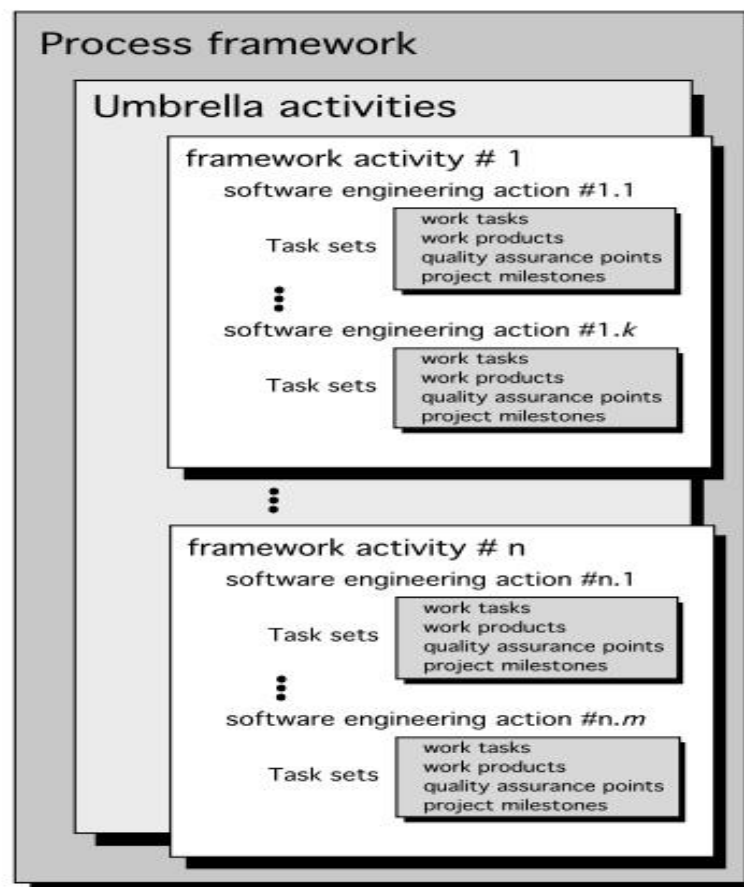 Process framework
Umbrella activities
framework activity # 1
software engineering action #1.1
Task sets
work tasks
work products
quality assurance points
project milestones
software engineering action #1.k
Task sets
work tasks
work products
quality assurance points
project milestones
framework activity # n
software engineering action #n.1
Task sets
work tasks
work products
quality assurance points
project milestones
software engineering action #n.m
Task sets
work tasks
work products
quality assurance points
project milestones